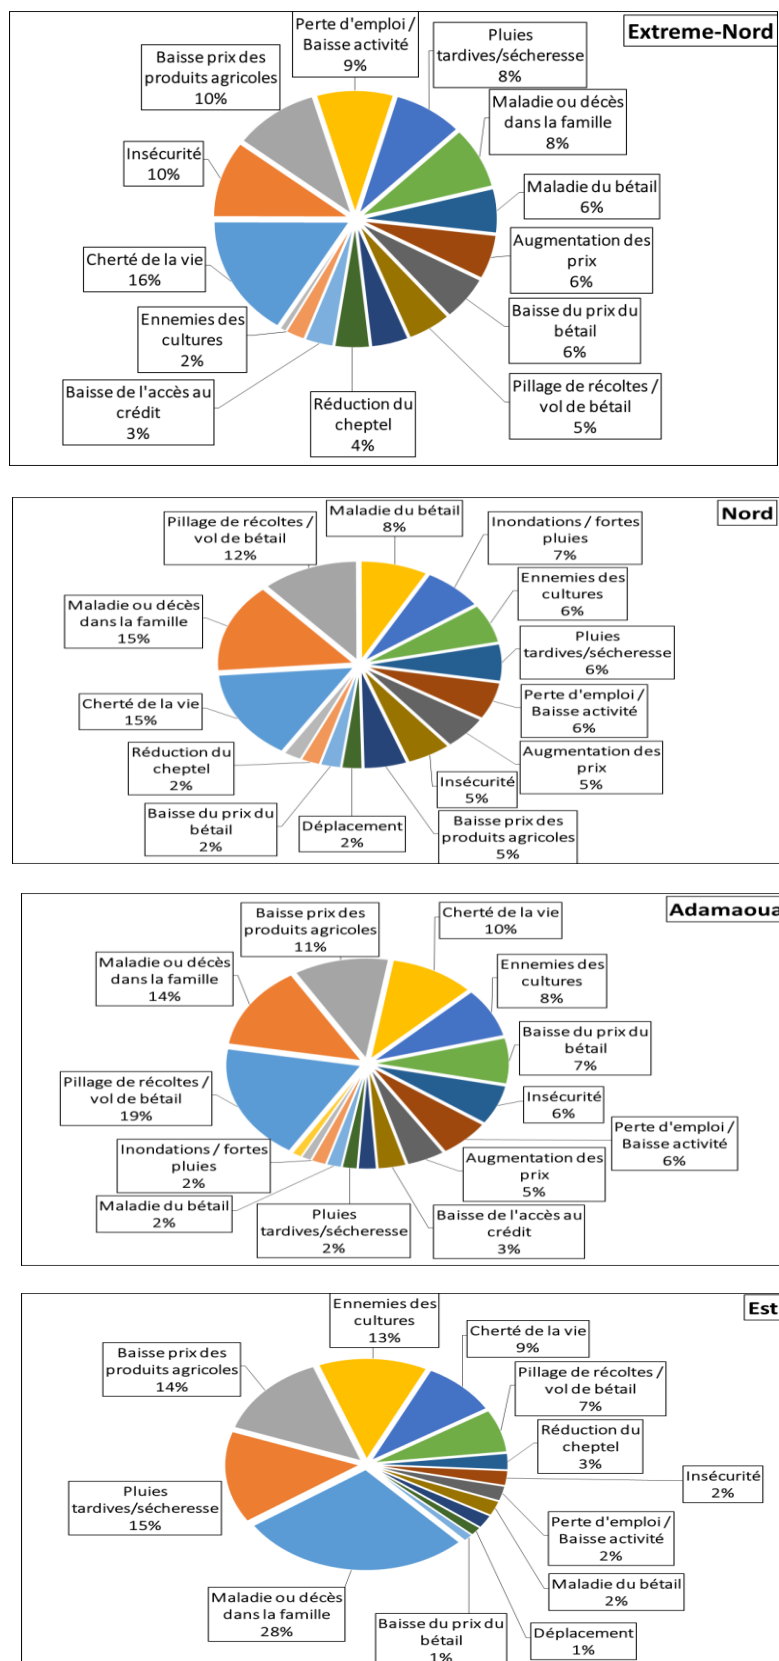 Extreme-Nord
Perte d'emploi /
Baisse activité
9%
Pluies
tardives/sécheresse
8%
Maladie ou décès
dans la famille
8%
Maladie du bétail
6%
Augmentation des
prix
6%
Baisse du prix du
bétail
6%
Pillage de récoltes /
vol de bétail
5%
Réduction du
cheptel
4%
Baisse de l'accès au
crédit
3%
Ennemies des
cultures
2%
Cherté de la vie
16%
Insécurité
10%
Baisse prix des
produits agricoles
10%
Nord
Maladie du bétail
8%
Inondations / fortes
pluies
7%
Ennemies des
cultures
6%
Pluies
tardives/sécheresse
6%
Perte d'emploi /
Baisse activité
6%
Augmentation des
prix
5%
Insécurité
5%
Baisse prix des
produits agricoles
5%
Déplacement
2%
Baisse du prix du
bétail
2%
Réduction du
cheptel
2%
Cherté de la vie
15%
Maladie ou décès
dans la famille
15%
Pillage de récoltes /
vol de bétail
12%
Adamaoua
Cherté de la vie
10%
Ennemies des
cultures
8%
Baisse du prix du
bétail
7%
Insécurité
6%
Perte d'emploi /
Baisse activité
6%
Augmentation des
prix
5%
Baisse de l'accès au
crédit
3%
Pluies
tardives/sécheresse
2%
Maladie du bétail
2%
Inondations / fortes
pluies
2%
Pillage de récoltes /
vol de bétail
19%
Maladie ou décès
dans la famille
14%
Baisse prix des
produits agricoles
11%
Est
Ennemies des
cultures
13%
Cherté de la vie
9%
Pillage de récoltes /
vol de bétail
7%
Réduction du
cheptel
3%
Insécurité
2%
Perte d'emploi /
Baisse activité
2%
Maladie du bétail
2%
Déplacement
1%
Baisse du prix du
bétail
1%
Maladie ou décès
dans la famille
28%
Pluies
tardives/sécheresse
15%
Baisse prix des
produits agricoles
14%